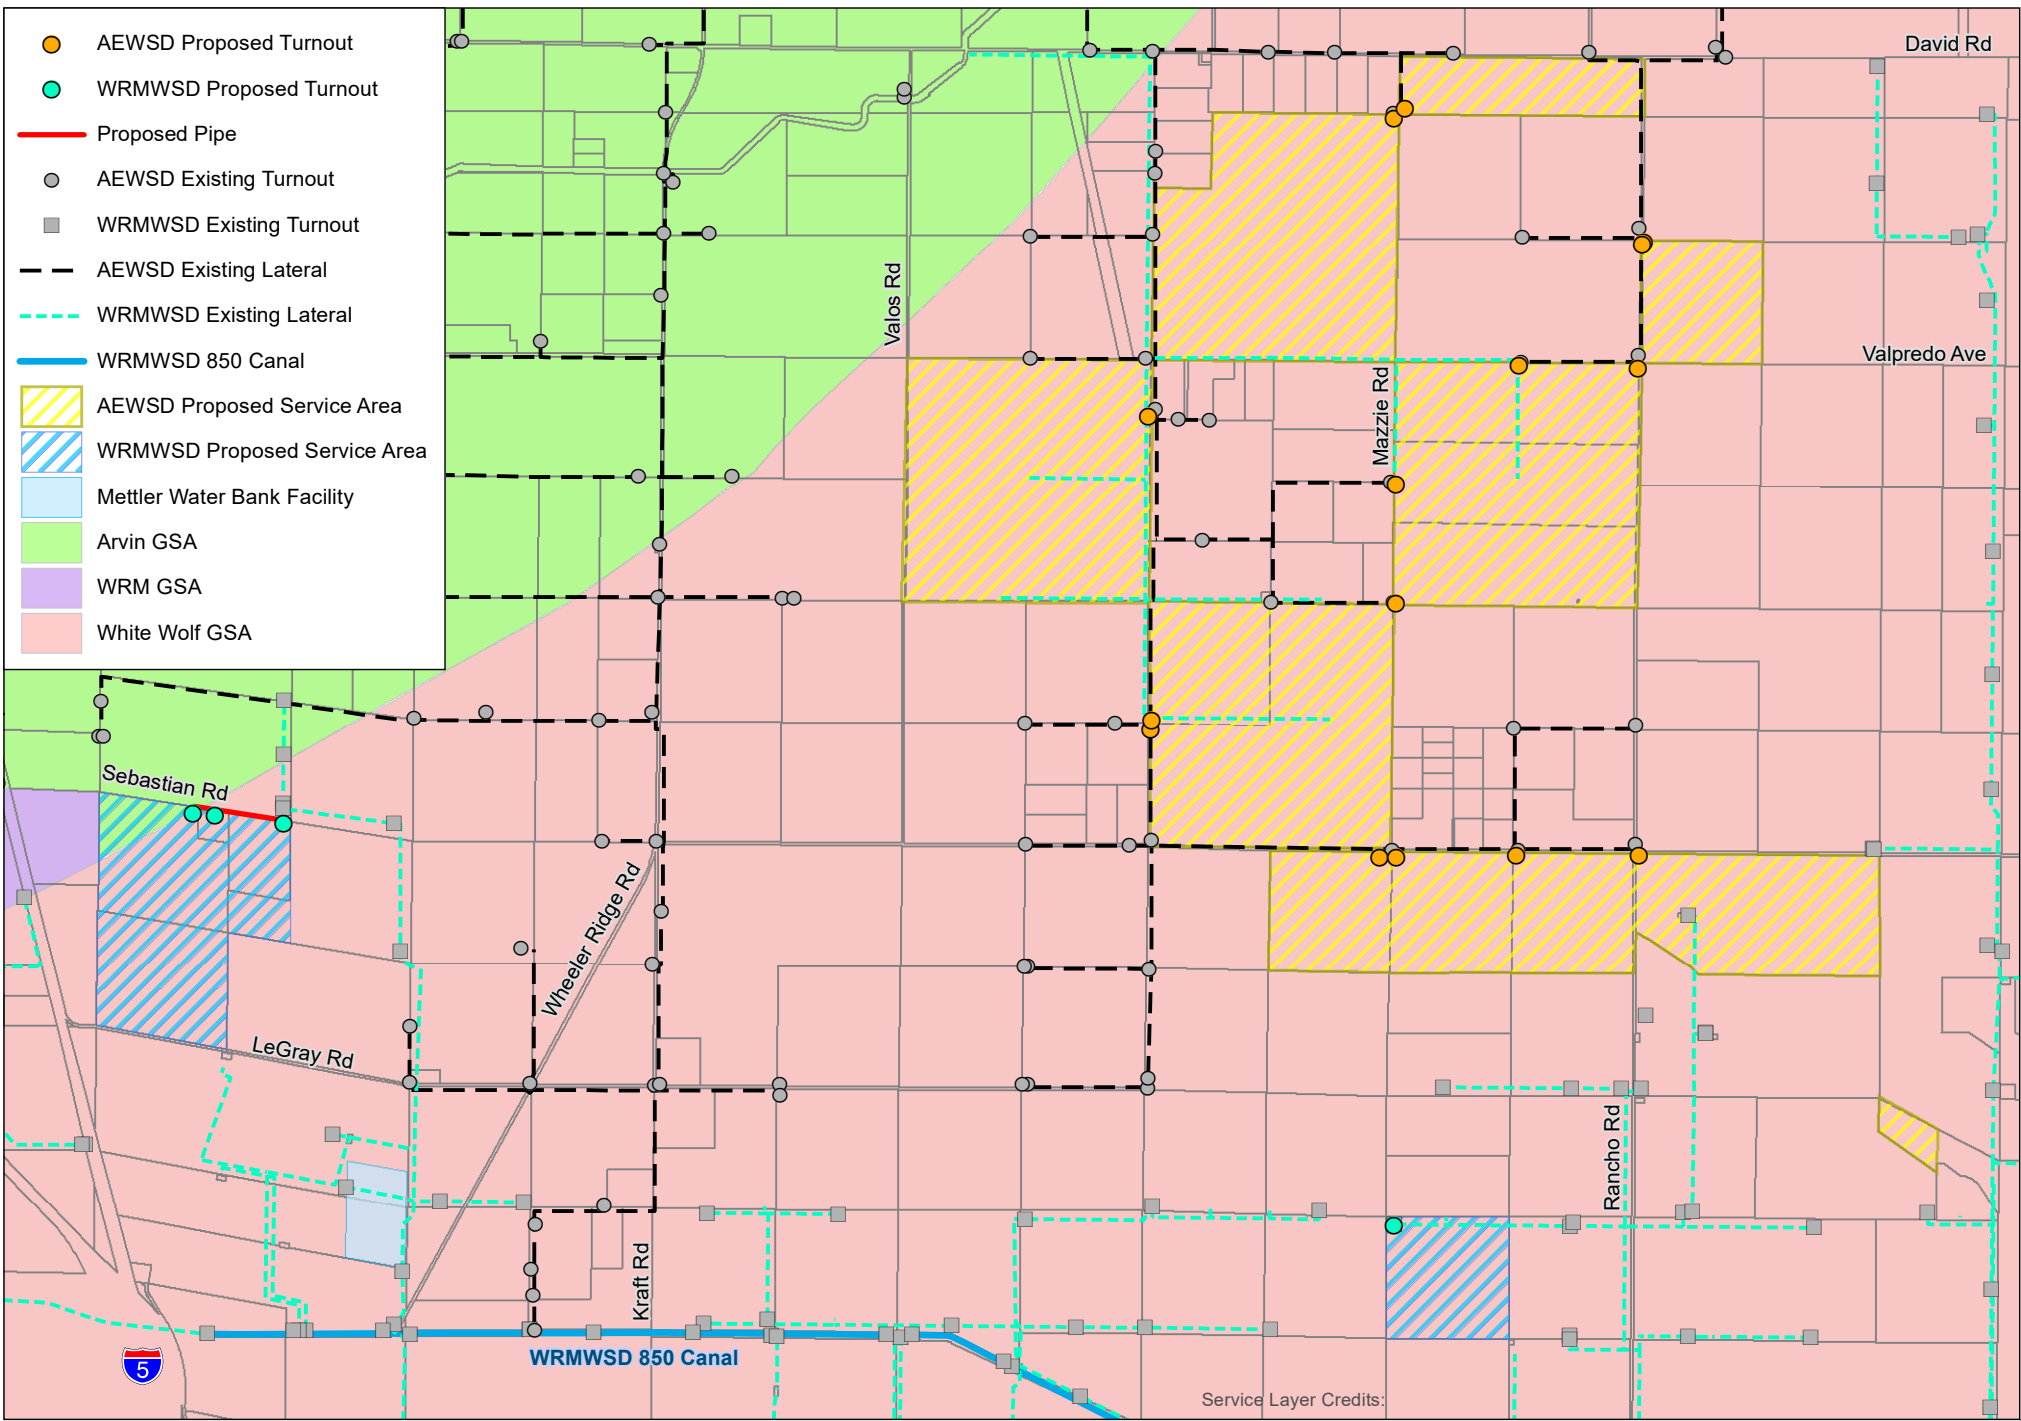 AEWSD Proposed Turnout
WRMWSD Proposed Turnout
Proposed Pipe
AEWSD Existing Turnout
WRMWSD Existing Turnout
AEWSD Existing Lateral
WRMWSD Existing Lateral
WRMWSD 850 Canal
AEWSD Proposed Service Area
WRMWSD Proposed Service Area
Mettler Water Bank Facility
Arvin GSA
WRM GSA
White Wolf GSA
David Rd
Valos Rd
Valpredo Ave
Mazzie Rd
Sebastian Rd
Wheeler Ridge Rd
LeGray Rd
Rancho Rd
Kraft Rd
WRMWSD 850 Canal
5
Service Layer Credits: